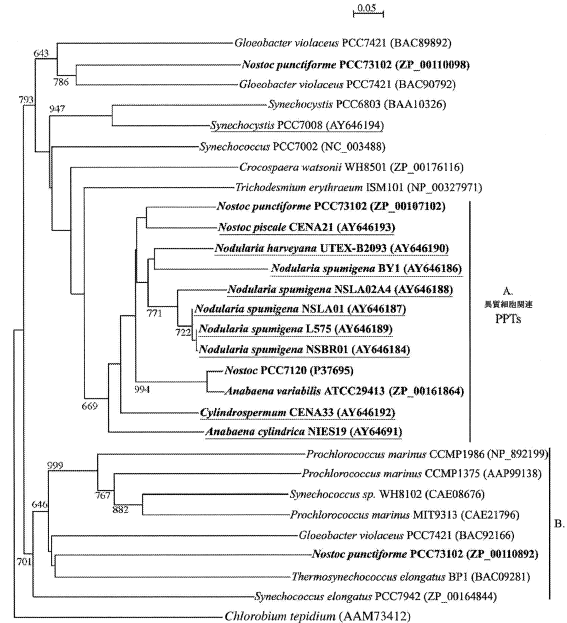 0.05
643
Gloeobacter violaceus PCC7421 (BAC89892)
Nostoc punctiforme PCC73102 (ZP_00110098)
786
Gloeobacter violaceus PCC7421 (BAC90792)
793
947
Synechocystis PCC6803 (BAA10326)
Synechocystis PCC7008 (AY646194)
Synechococcus PCC7002 (NC_003488)
Crocospaera watsonii WH8501 (ZP_00176116)
Trichodesmium erythraeum ISM101 (NP_00327971)
Nostoc punctiforme PCC73102 (ZP_00107102)
Nostoc piscale CENA21 (AY646193)
Nodularia harveyana UTEX-B2093 (AY646190)
Nodularia spumigena BY1 (AY646186)
Nodularia spumigena NSLA02A4 (AY646188)
771
Nodularia spumigena NSLA01 (AY646187)
722
Nodularia spumigena L575 (AY646189)
Nodularia spumigena NSBR01 (AY646184)
A.
異質細胞関連
PPTs
994
Nostoc PCC7120 (P37695)
Anabaena variabilis ATCC29413 (ZP_00161864)
669
Cylindrospermum CENA33 (AY646192)
Anabaena cylindrica NIES19 (AY64691)
999
Prochlorococcus marinus CCMP1986 (NP_892199)
767
Prochlorococcus marinus CCMP1375 (AAP99138)
882
Synechococcus sp. WH8102 (CAE08676)
Prochlorococcus marinus MIT9313 (CAE21796)
B.
646
Gloeobacter violaceus PCC7421 (BAC92166)
701
Nostoc punctiforme PCC73102 (ZP_00110892)
Thermosynechococcus elongatus BP1 (BAC09281)
Synechococcus elongatus PCC7942 (ZP_00164844)
Chlorobium tepidium (AAM73412)